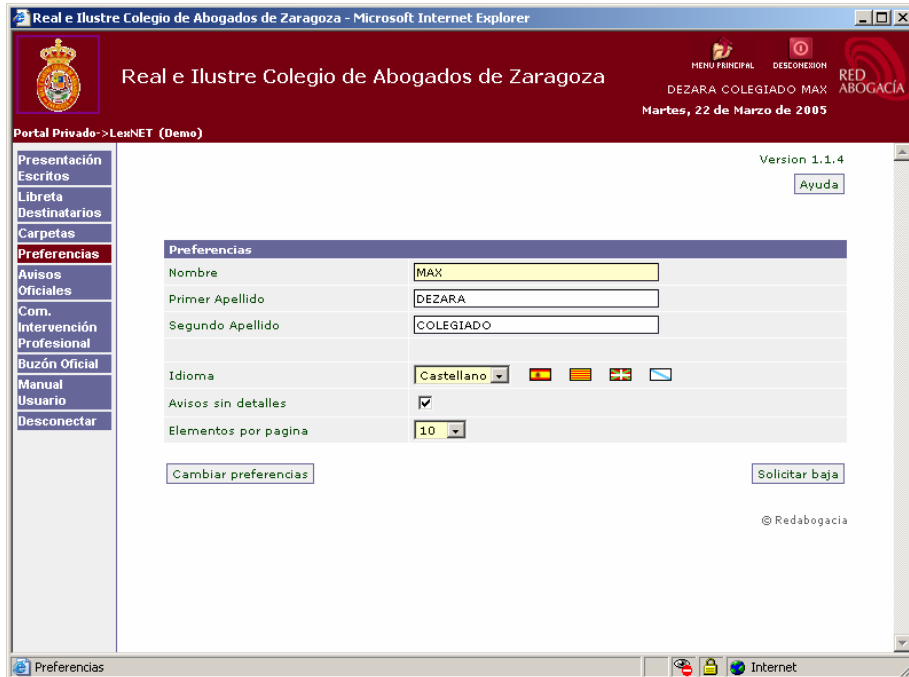 Real e Ilustre Colegio de Abogados de Zaragoza - Microsoft Internet Explorer
Real e Ilustre Colegio de Abogados de Zaragoza
MENU PRINCIPAL
DESCONEXION
RED
ABOGACÍA
DEZARA COLEGIADO MAX
Martes, 22 de Marzo de 2005
Portal Privado->LexNET (Demo)
Presentación
Escritos
Libreta
Destinatarios
Carpetas
Preferencias
Avisos
Oficiales
Com.
Intervención
Profesional
Buzón Oficial
Manual
Usuario
Desconectar
Version 1.1.4
Ayuda
Preferencias
Nombre MAX
Primer Apellido DEZARA
Segundo Apellido COLEGIADO
Idioma Castellano
Avisos sin detalles
Elementos por pagina 10
Cambiar preferencias Solicitar baja
© Redabogacia
Preferencias Internet